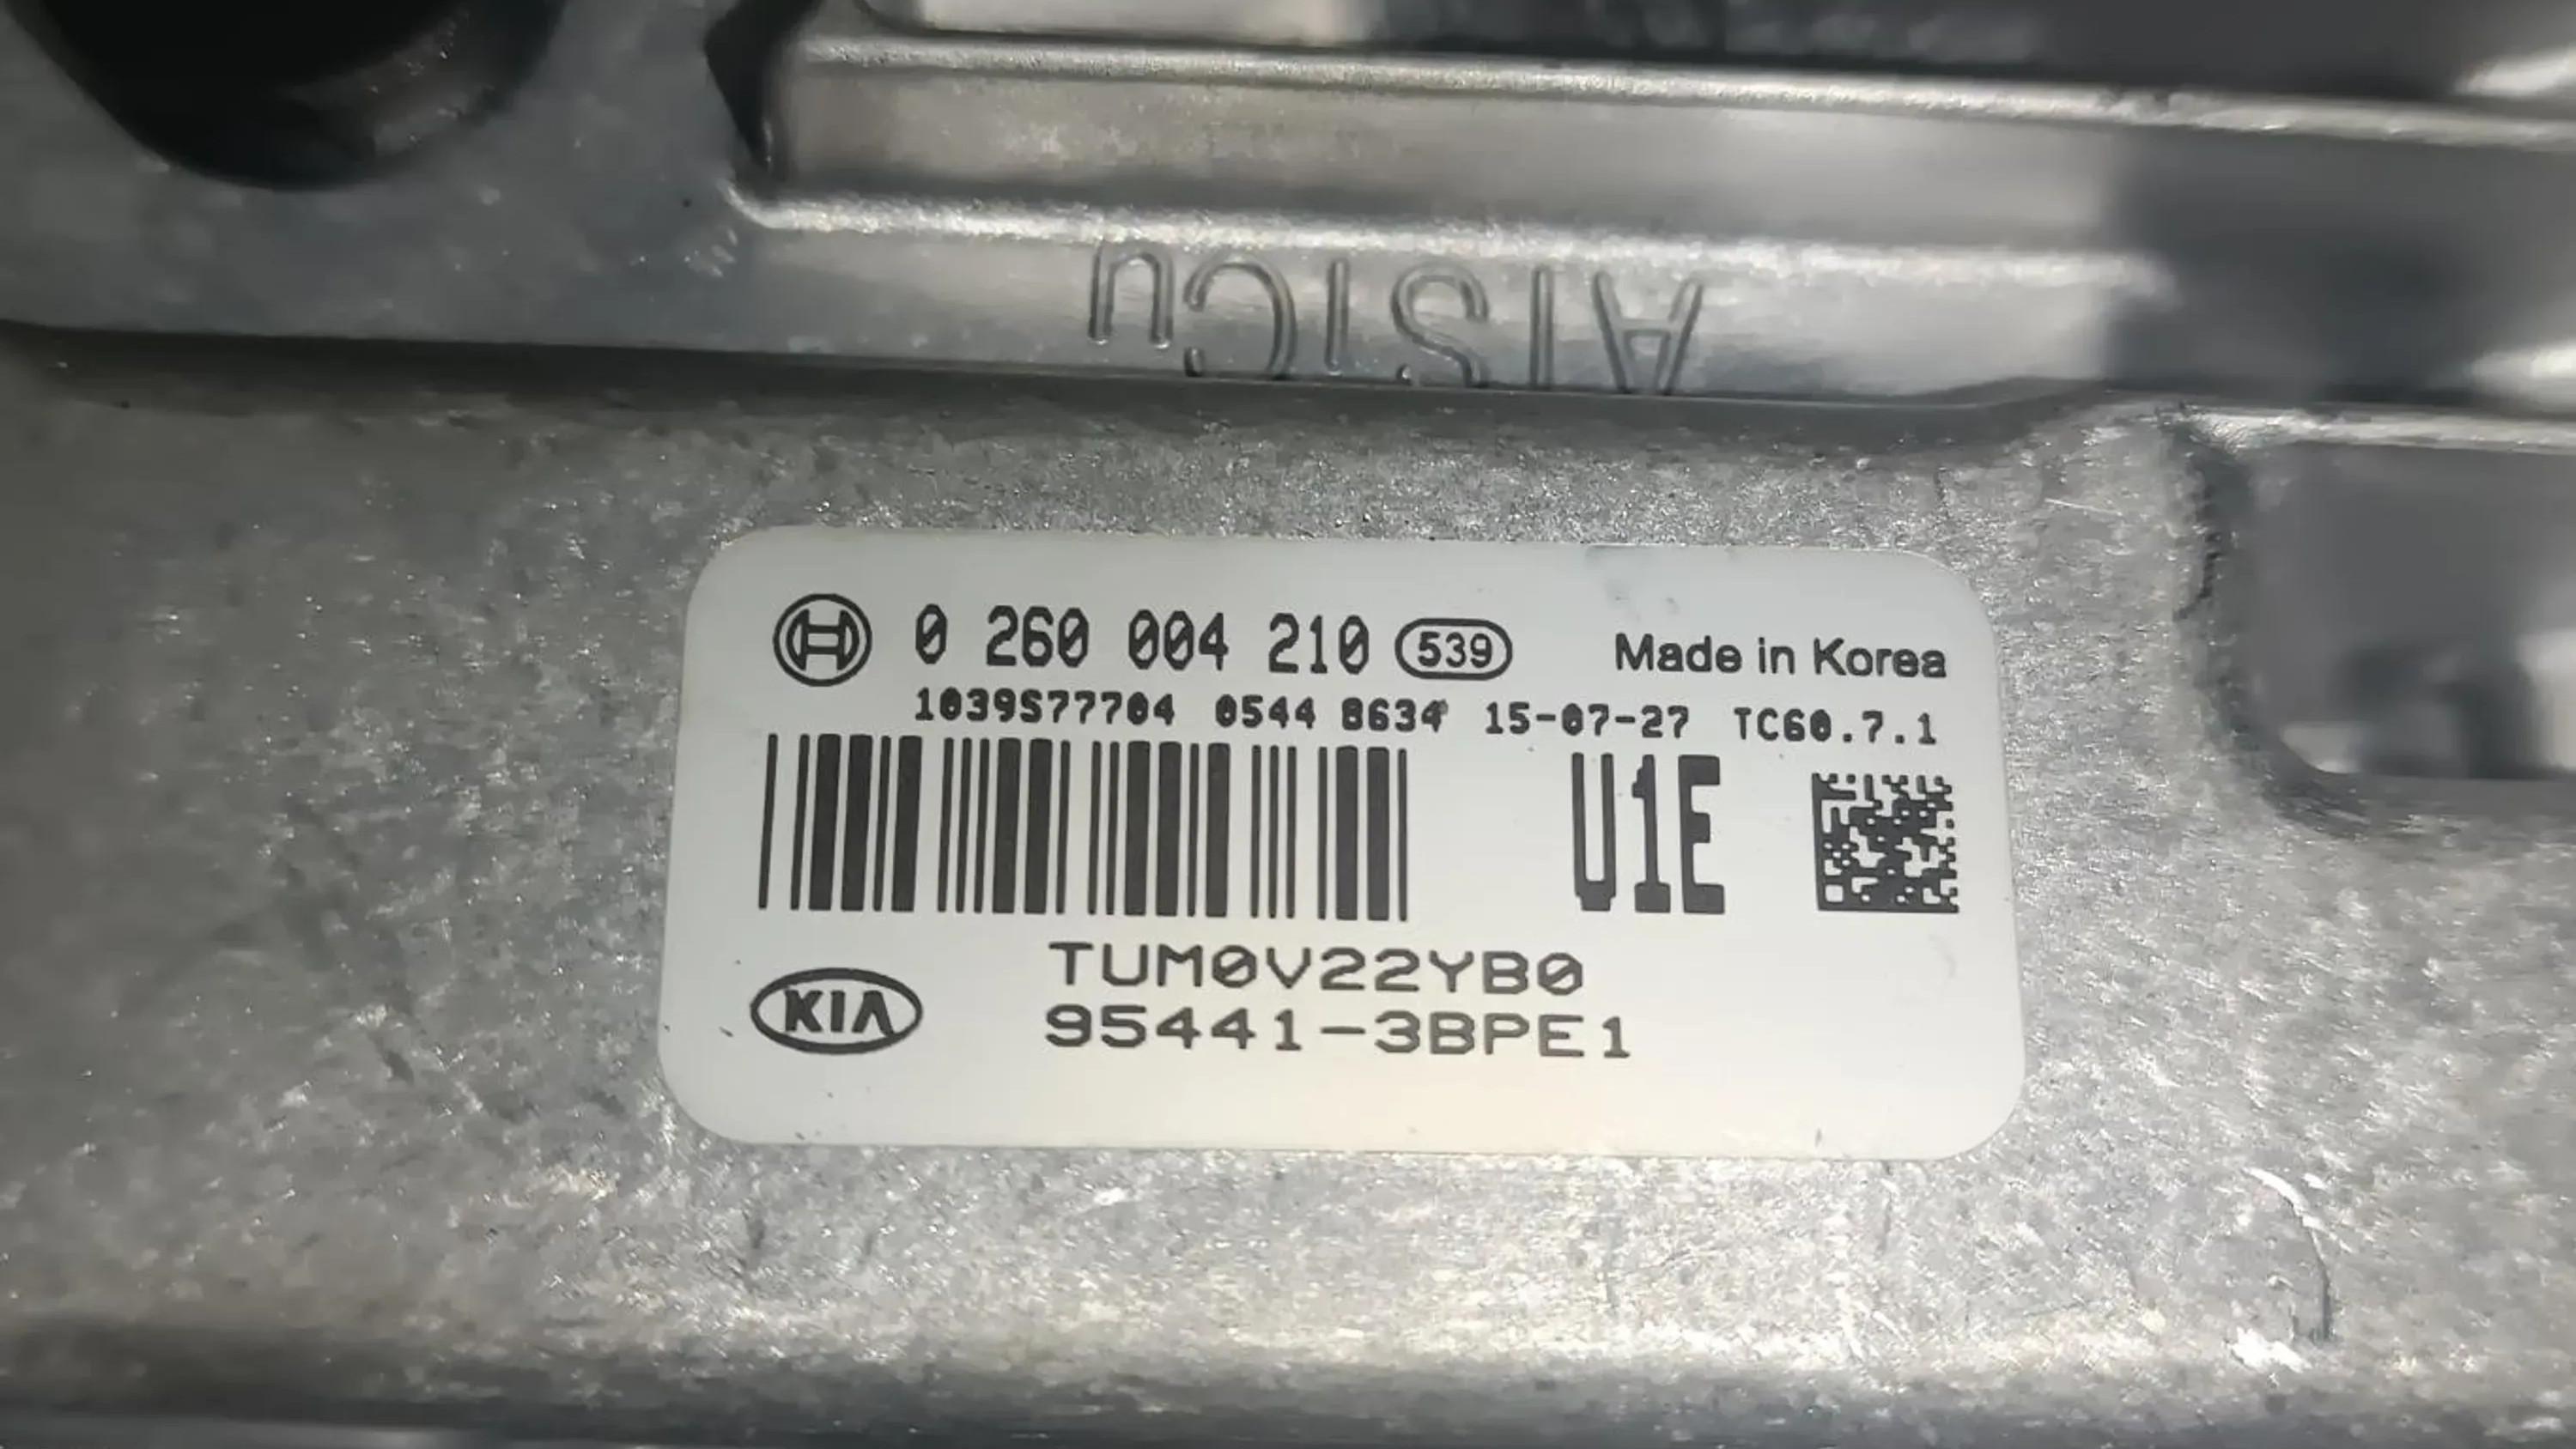 AlSi9Cu
0 260 004 210 539 Made in Korea
1039S77704 0544 8634 15-07-27 TC60.7.1
U1E
TUM0V22YB0
KIA 95441-3BPE1